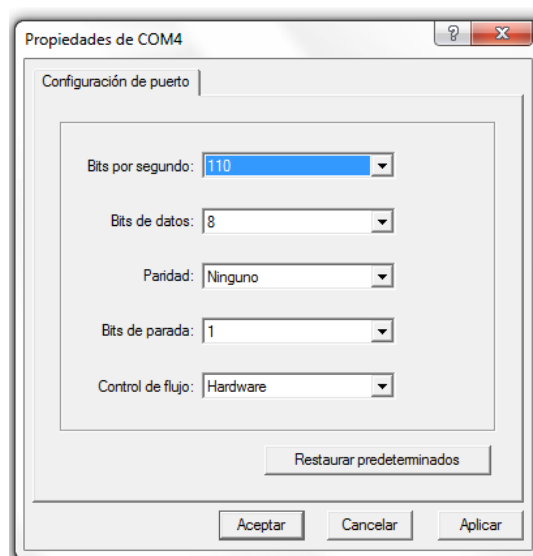 Propiedades de COM4
Configuración de puerto
Bits por segundo: 110
Bits de datos: 8
Paridad: Ninguno
Bits de parada: 1
Control de flujo: Hardware
Restaurar predeterminados
Aceptar Cancelar Aplicar